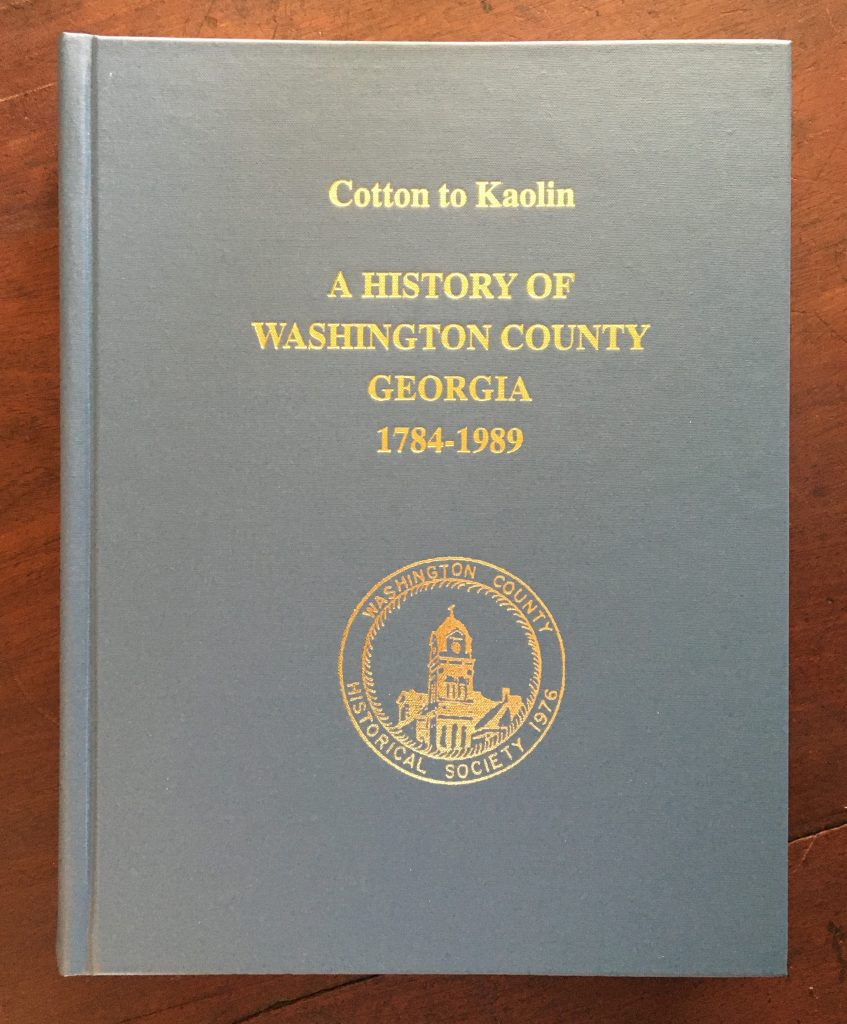 Cotton to Kaolin
A HISTORY OF
WASHINGTON COUNTY
GEORGIA
1784-1989
WASHINGTON COUNTY
HISTORICAL SOCIETY 1976